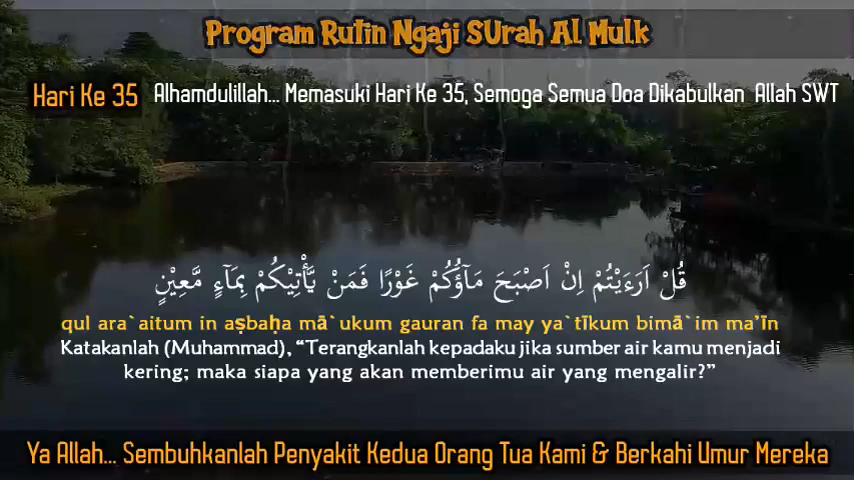 Program Rutin Ngaji SUrah Al Mulk
Hari Ke 35
Alhamdulillah... Memasuki Hari Ke 35, Semoga Semua Doa Dikabulkan Allah SWT
قُلْ اَرَءَيْتُمْ اِنْ اَصْبَحَ مَاۤؤُكُمْ غَوْرًا فَمَنْ يَّأْتِيْكُمْ بِمَاۤءٍ مَّعِيْنٍ
qul ara`aitum in aṣbaḥa mā`ukum gauran fa may ya`tīkum bimā`im ma’īn
Katakanlah (Muhammad), “Terangkanlah kepadaku jika sumber air kamu menjadi
kering; maka siapa yang akan memberimu air yang mengalir?”
Ya Allah... Sembuhkanlah Penyakit Kedua Orang Tua Kami & Berkahi Umur Mereka